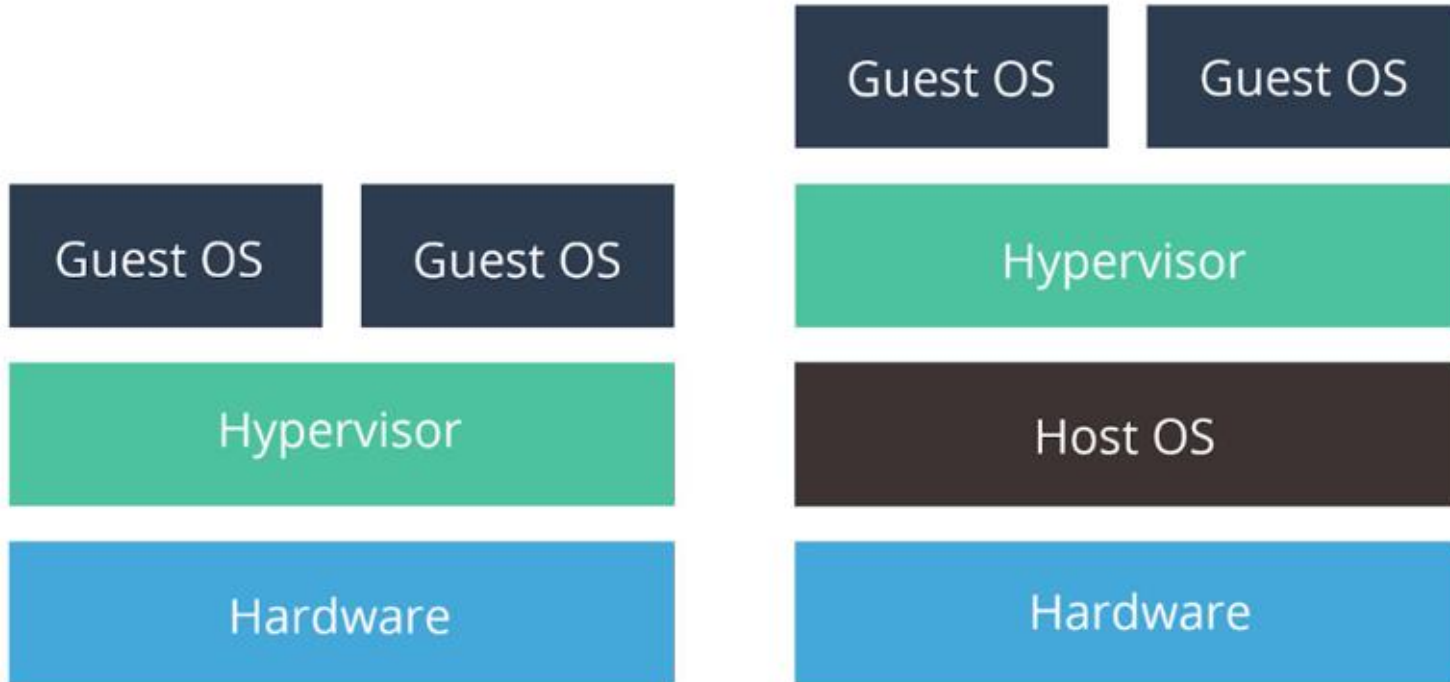 Guest OS
Guest OS
Hypervisor
Hardware
Guest OS
Guest OS
Hypervisor
Host OS
Hardware